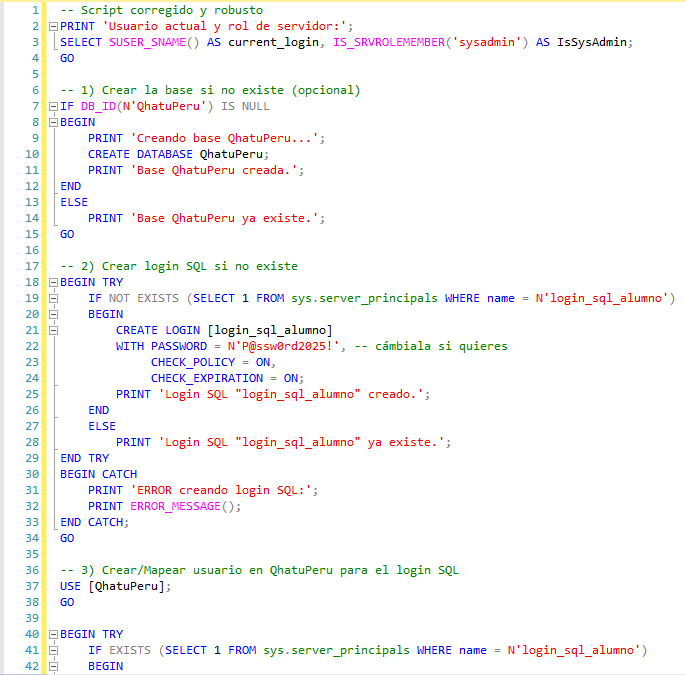 1 -- Script corregido y robusto
2 PRINT 'Usuario actual y rol de servidor:';
3 SELECT SUSER_SNAME() AS current_login, IS_SRVROLEMEMBER('sysadmin') AS IsSysAdmin;
4 GO
5
6 -- 1) Crear la base si no existe (opcional)
7 IF DB_ID(N'QhatuPeru') IS NULL
8 BEGIN
9     PRINT 'Creando base QhatuPeru...';
10     CREATE DATABASE QhatuPeru;
11     PRINT 'Base QhatuPeru creada.';
12 END
13 ELSE
14     PRINT 'Base QhatuPeru ya existe.';
15 GO
16
17 -- 2) Crear login SQL si no existe
18 BEGIN TRY
19     IF NOT EXISTS (SELECT 1 FROM sys.server_principals WHERE name = N'login_sql_alumno')
20     BEGIN
21         CREATE LOGIN [login_sql_alumno]
22         WITH PASSWORD = N'P@ssw0rd2025!', -- cámbiala si quieres
23              CHECK_POLICY = ON,
24              CHECK_EXPIRATION = ON;
25         PRINT 'Login SQL "login_sql_alumno" creado.';
26     END
27     ELSE
28         PRINT 'Login SQL "login_sql_alumno" ya existe.';
29 END TRY
30 BEGIN CATCH
31     PRINT 'ERROR creando login SQL:';
32     PRINT ERROR_MESSAGE();
33 END CATCH;
34 GO
35
36 -- 3) Crear/Mapear usuario en QhatuPeru para el login SQL
37 USE [QhatuPeru];
38 GO
39
40 BEGIN TRY
41     IF EXISTS (SELECT 1 FROM sys.server_principals WHERE name = N'login_sql_alumno')
42     BEGIN